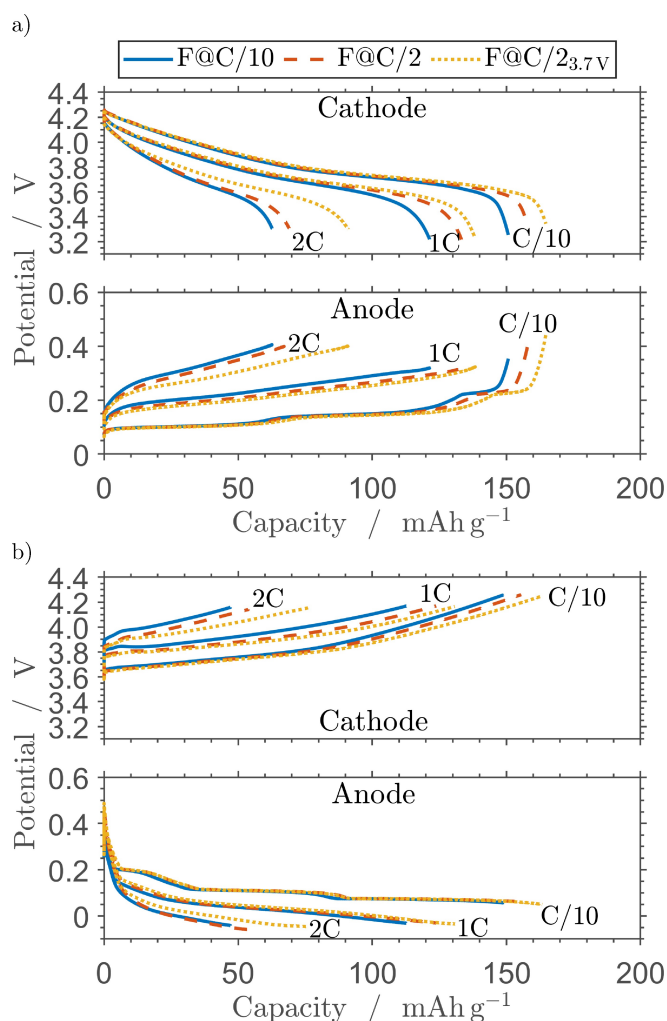 a)
F@C/10 F@C/2 F@C/2₃.₇ V
4.4
Cathode
4.2
4.0
3.8
3.6
3.4
3.2
2C
1C
C/10
Potential / V
0.6
Anode
C/10
0.4
2C
1C
0.2
0
0 50 100 150 200
Capacity / mAh g⁻¹
b)
4.4
4.2
2C
1C
C/10
4.0
3.8
3.6
3.4
3.2
Cathode
Potential / V
0.6
Anode
0.4
0.2
0
2C
1C
C/10
0 50 100 150 200
Capacity / mAh g⁻¹